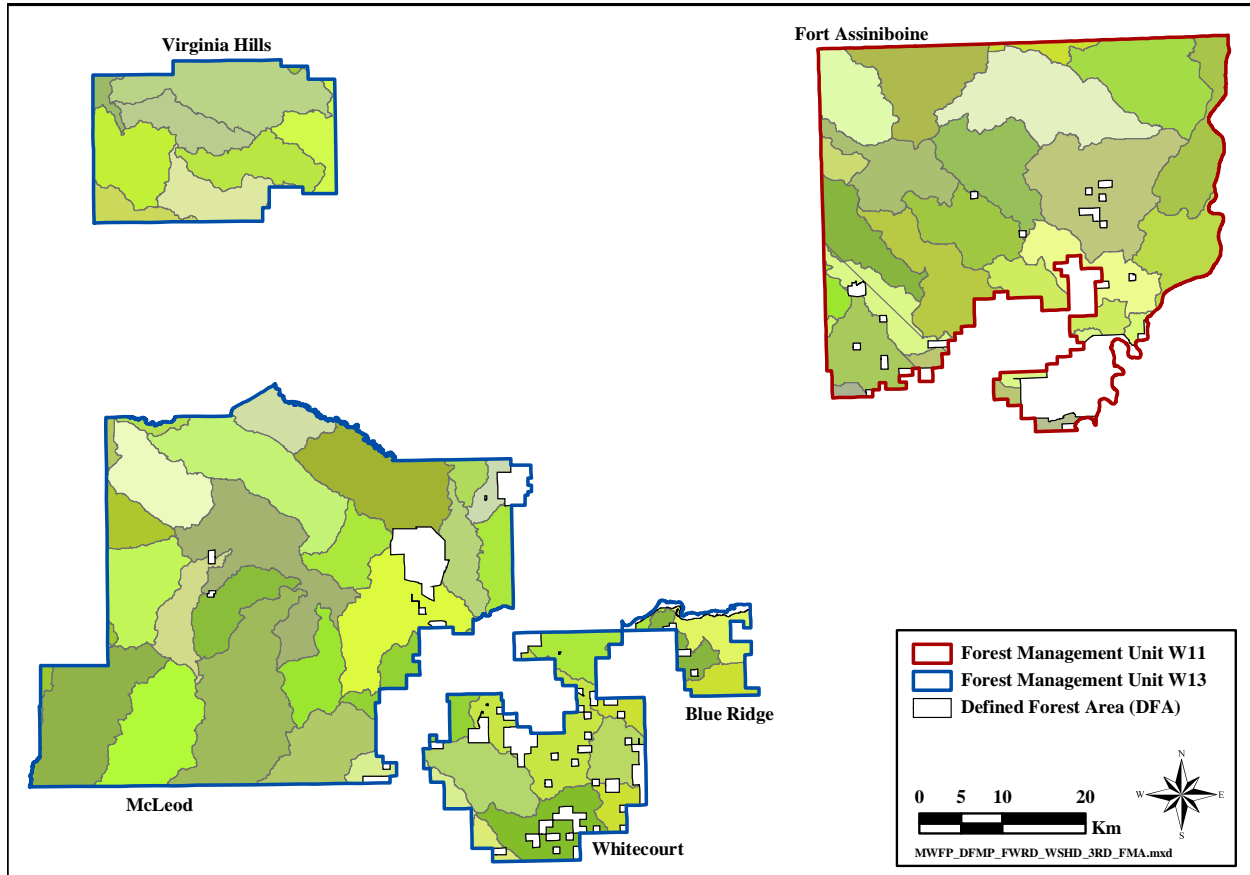 Virginia Hills
Fort Assiniboine
McLeod
Blue Ridge
Whitecourt
Forest Management Unit W11
Forest Management Unit W13
Defined Forest Area (DFA)
N
W E
S
0 5 10 20
Km
MWFP_DFMP_FWRD_WSHD_3RD_FMA.mxd